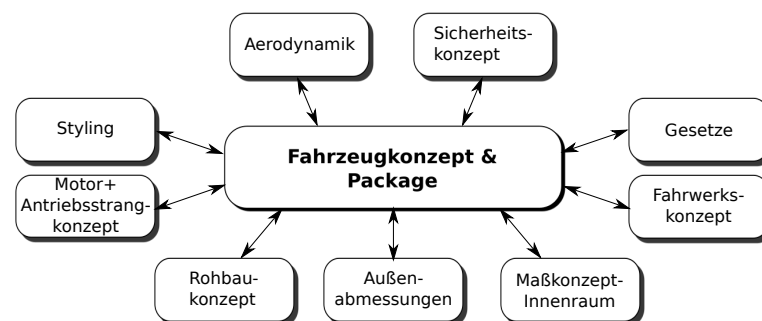 Aerodynamik
Sicherheits-
konzept
Styling
Gesetze
Fahrzeugkonzept &
Package
Motor+
Antriebsstrang-
konzept
Fahrwerks-
konzept
Rohbau-
konzept
Außen-
abmessungen
Maßkonzept-
Innenraum